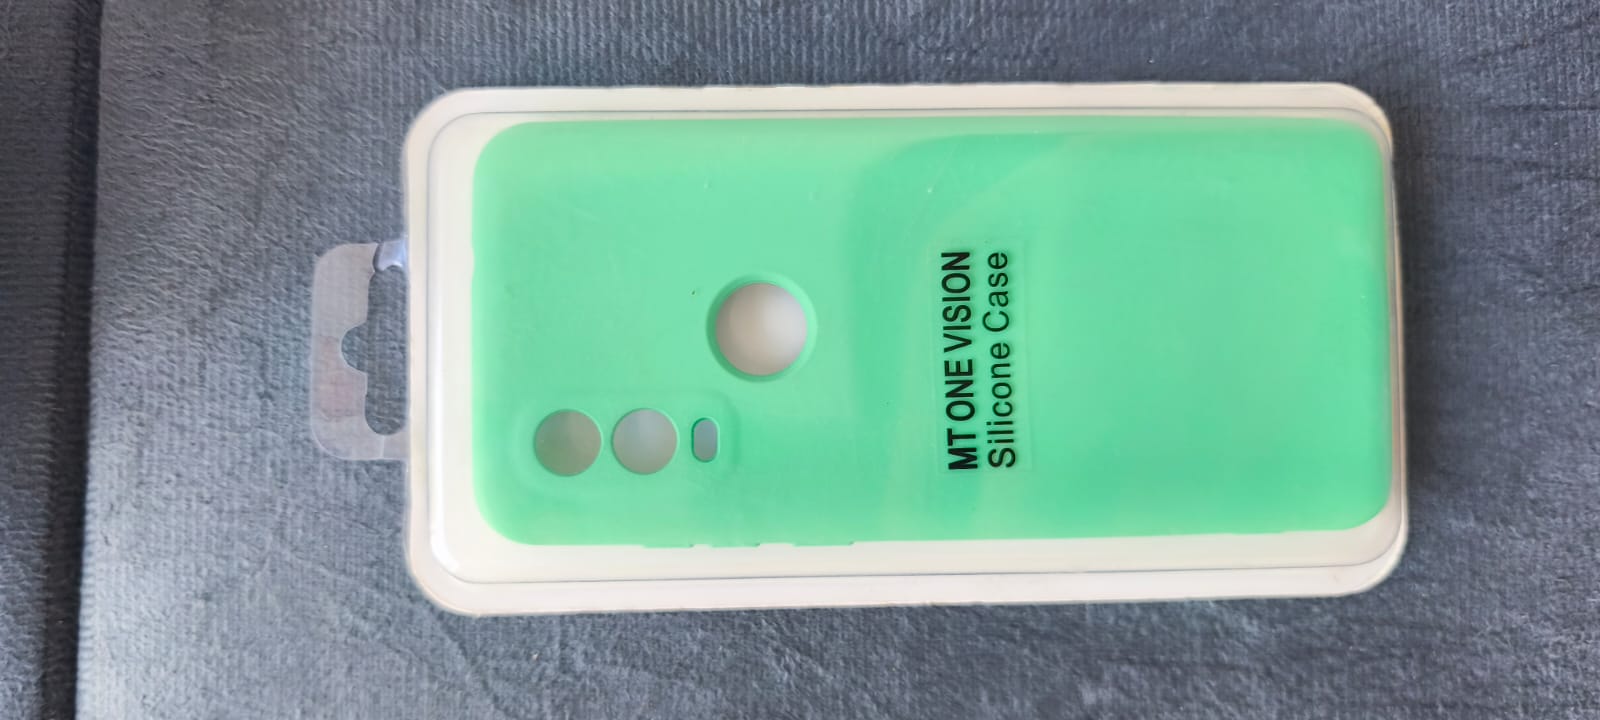 MT ONE VISION
Silicone Case